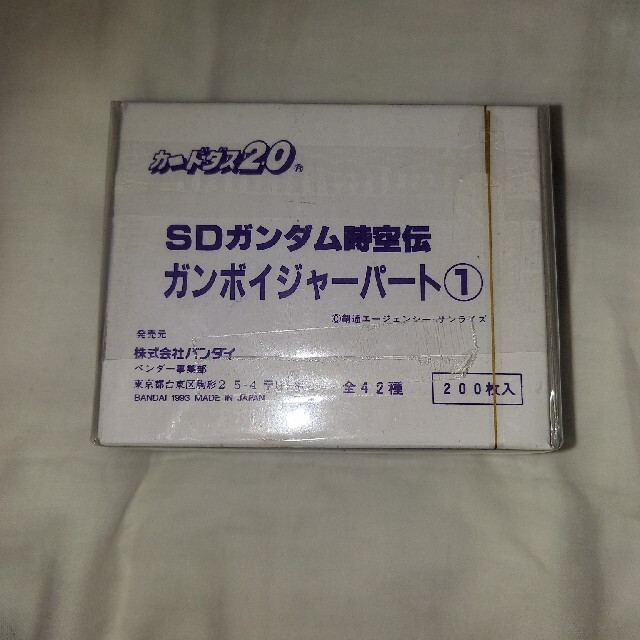 カードダス20
SDガンダム時空伝
ガンボイジャーパート①
©創通エージェンシー・サンライズ
発売元
株式会社バンダイ
ベンダー事業部
東京都台東区駒形2 5-4
全42種
200枚入
BANDAI 1993 MADE IN JAPAN